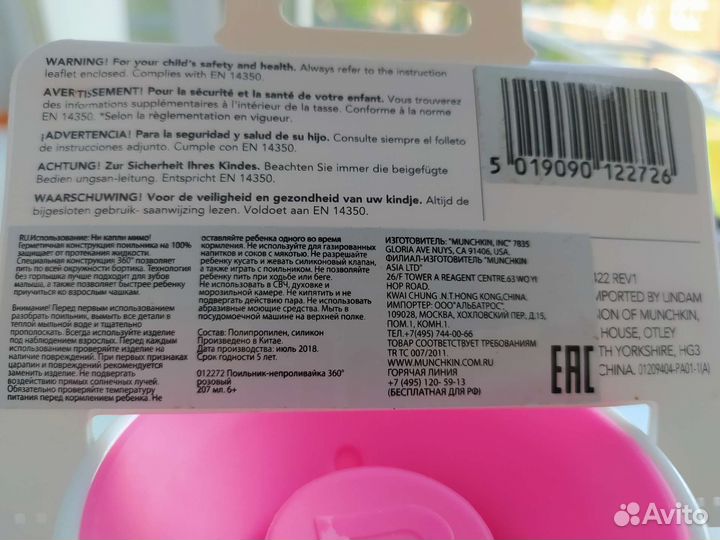 WARNING! For your child's safety and health. Always refer to the instruction
leaflet enclosed. Complies with EN 14350.
AVERTISSEMENT! Pour la sécurité et la santé de votre enfant. Vous trouverez
des informations supplémentaires à l'intérieur de la tasse. Conforme à la norme
EN 14350. *Selon la règlementation en vigueur.
¡ADVERTENCIA! Para la seguridad y salud de su hijo. Consulte siempre el folleto
de instrucciones adjunto. Cumple con EN 14350.
ACHTUNG! Zur Sicherheit Ihres Kindes. Beachten Sie immer die beigefügte
Bedien ungsan-leitung. Entspricht EN 14350.
WAARSCHUWING! Voor de veiligheid en gezondheid van uw kindje. Altijd de
bijgesloten gebruik- saanwijzing lezen. Voldoet aan EN 14350.
5 019090 122726
RU.Использование: Ни капли мимо!
Герметичная конструкция поильника на 100%
защищает от протекания жидкости.
Специальная конструкция 360° позволяет
пить по всей окружности бортика. Технология
без горлышка лучше подходит для зубов
малыша, а также позволяет быстрее ребенку
приучиться ко взрослым чашкам.
Внимание! Перед первым использованием
разобрать поильник, вымыть все детали в
теплой мыльной воде и тщательно
прополоскать. Всегда используйте изделие
под наблюдением взрослых. Перед каждым
использованием проверяйте изделие на
наличие повреждений. При первых признаках
царапин и повреждений рекомендуется
заменить изделие. Не подвергать
воздействию прямых солнечных лучей.
Обязательно проверяйте температуру
питания перед кормлением ребенка. Не
оставляйте ребенка одного во время
кормления. Не используйте для газированных
напитков и соков с мякотью. Не разрешайте
ребенку кусать и жевать силиконовый клапан,
а также играть с поильником. Не позволяйте
ребенку пить при ходьбе или беге.
Не использовать в СВЧ, духовке и
морозильной камере. Не кипятить и не
подвергать действию пара. Не использовать
абразивные моющие средства. Мыть в
посудомоечной машине на верхней полке.
Состав: Полипропилен, силикон
Произведено в Китае.
Дата производства: июль 2018.
Срок годности 5 лет.
012272 Поильник-непроливайка 360°
розовый
207 мл. 6+
ИЗГОТОВИТЕЛЬ: "MUNCHKIN, INC" 7835
GLORIA AVE NUYS, CA 91406, USA.
ФИЛИАЛ-ИЗГОТОВИТЕЛЬ "MUNCHKIN
ASIA LTD"
26/F TOWER A REAGENT CENTRE,63 WO YI
HOP ROAD,
KWAI CHUNG. N.T.HONG KONG,CHINA.
ИМПОРТЕР: ООО"АЛЬБАТРОС",
109028, МОСКВА, ХОХЛОВСКИЙ ПЕР., Д.15,
ПОМ.1, КОМН.1.
ТЕЛ.+7(495) 744-00-66
ТОВАР СООТВЕТСТВУЕТ ТРЕБОВАНИЯМ
TR TC 007/2011.
WWW.MUNCHKIN.COM.RU
ГОРЯЧАЯ ЛИНИЯ
+7 (495) 120- 59-13
(БЕСПЛАТНАЯ ДЛЯ РФ)
EAC
422 REV1
IMPORTED BY LINDAM
ION OF MUNCHKIN,
HOUSE, OTLEY
TH YORKSHIRE, HG3
CHINA. 01209404-PA01-1(A)
Avito